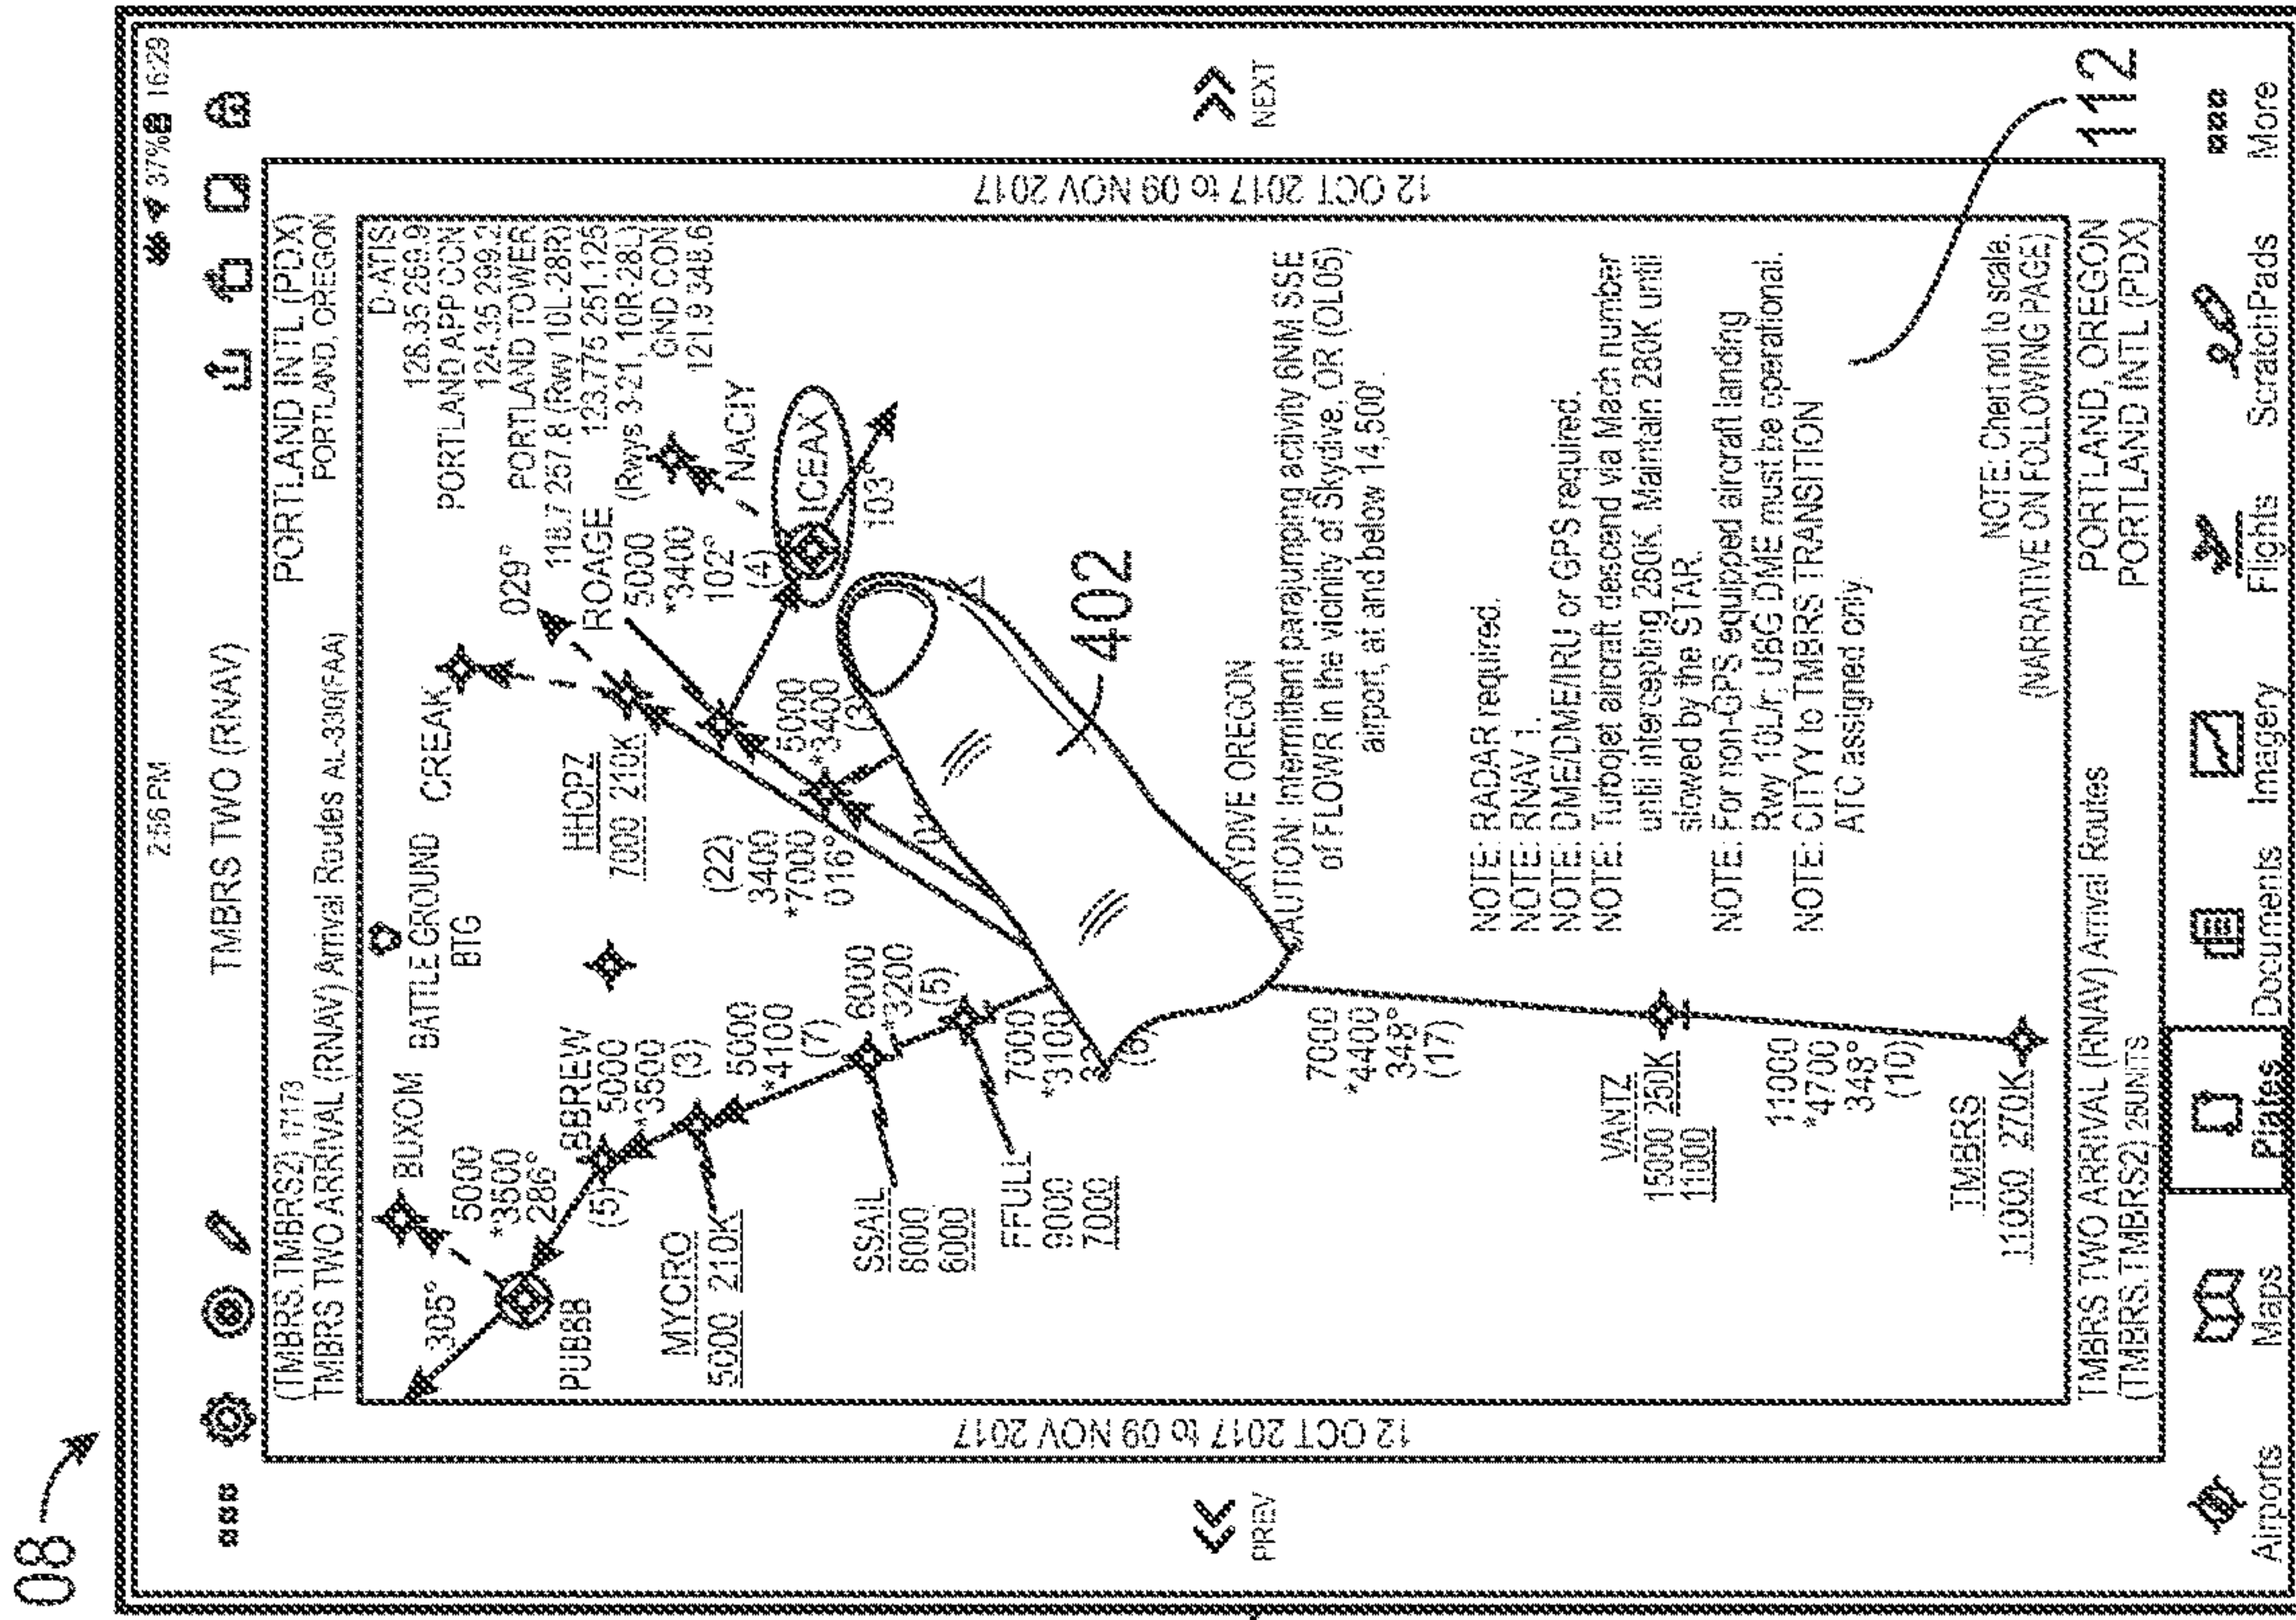 08
2:56 PM
37% 16:29
TMBRS TWO (RNAV)
(TMBRS.TMBRS2) 17173
PORTLAND INTL (PDX)
TMBRS TWO ARRIVAL (RNAV) Arrival Routes AL-330(FAA)
PORTLAND, OREGON
12 OCT 2017 to 09 NOV 2017
12 OCT 2017 to 09 NOV 2017
D-ATIS
128.35 269.9
PORTLAND APP CON
124.35 299.2
PORTLAND TOWER
118.7 257.8 (Rwy 10L-28R)
123.775 251.125
(Rwys 3-21, 10R-28L)
GND CON
121.9 348.6
305°
BUXOM
BATTLE GROUND
BTG
CREAK
029°
5000
*3500
286°
(5)
PUBBB
BBREW
5000
*3500
(3)
HHOPZ
7000 210K
ROAGE
5000
*3400
102°
(4)
NACIY
ICEAX
103°
MYCRO
5000 210K
5000
*4100
(7)
(22)
3400
*7000
016°
5000
*3400
(3)
01
SSAIL
8000
6000
6000
*3200
(5)
FFULL
9000
7000
7000
*3100
(6)
402
YDIVE OREGON
CAUTION: Intermittent parajumping activity 6NM SSE
of FLOWR in the vicinity of Skydive, OR (OL05)
airport, at and below 14,500'.
7000
*4400
348°
(17)
NOTE: RADAR required.
NOTE: RNAV 1.
NOTE: DME/DME/IRU or GPS required.
NOTE: Turbojet aircraft descend via Mach number
until intercepting 280K. Maintain 280K until
slowed by the STAR.
NOTE: For non-GPS equipped aircraft landing
Rwy 10L/r; UBG DME must be operational.
NOTE: CITYY to TMBRS TRANSITION
ATC assigned only
VANTZ
15000 250K
11000
11000
*4700
348°
(10)
TMBRS
11000 270K
NOTE: Chert not to scale.
(NARRATIVE ON FOLLOWING PAGE)
112
TMBRS TWO ARRIVAL (RNAV) Arrival Routes
PORTLAND, OREGON
(TMBRS.TMBRS2) 25UNITS
PORTLAND INTL (PDX)
PREV
NEXT
Airports Maps Plates Documents Imagery Flights ScratchPads More